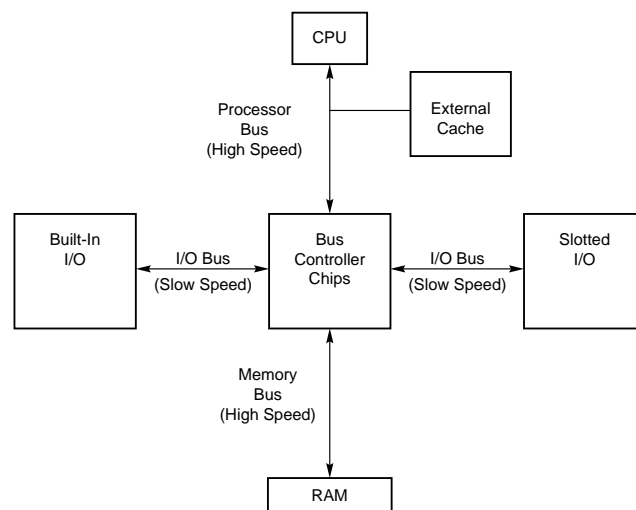 CPU
Processor
Bus
(High Speed)
External
Cache
Built-In
I/O
I/O Bus
(Slow Speed)
Bus
Controller
Chips
I/O Bus
(Slow Speed)
Slotted
I/O
Memory
Bus
(High Speed)
RAM